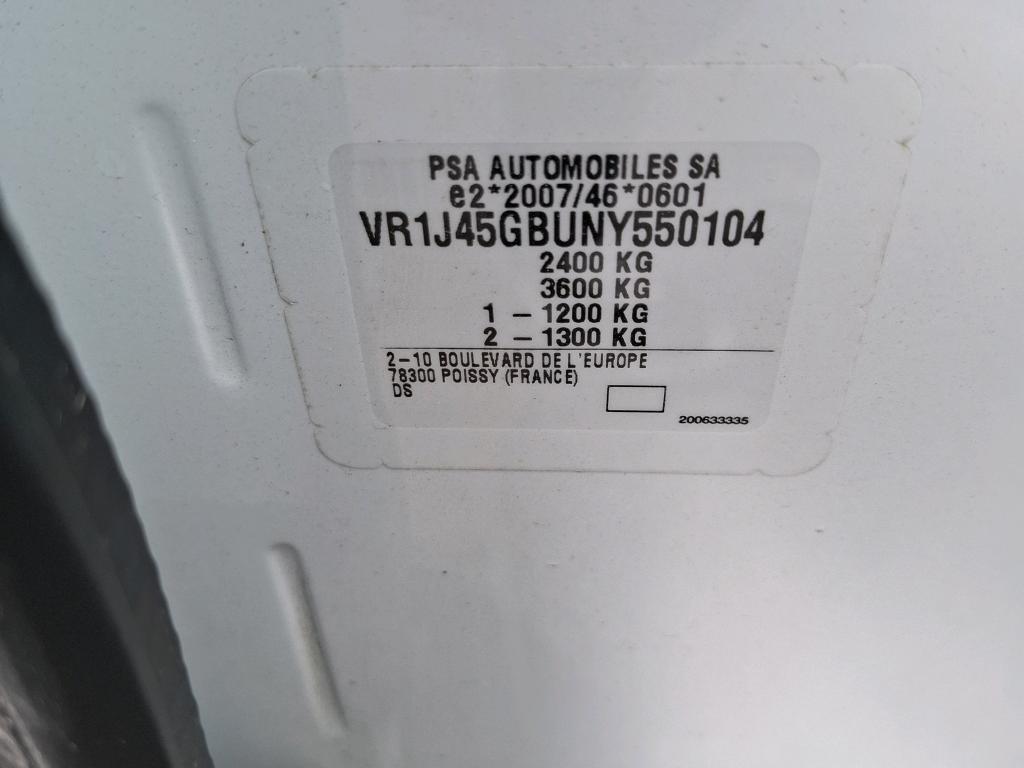 PSA AUTOMOBILES SA
e2*2007/46*0601
VR1J45GBUNY550104
2400 KG
3600 KG
1 - 1200 KG
2 - 1300 KG
2-10 BOULEVARD DE L'EUROPE
78300 POISSY (FRANCE)
DS
200633335